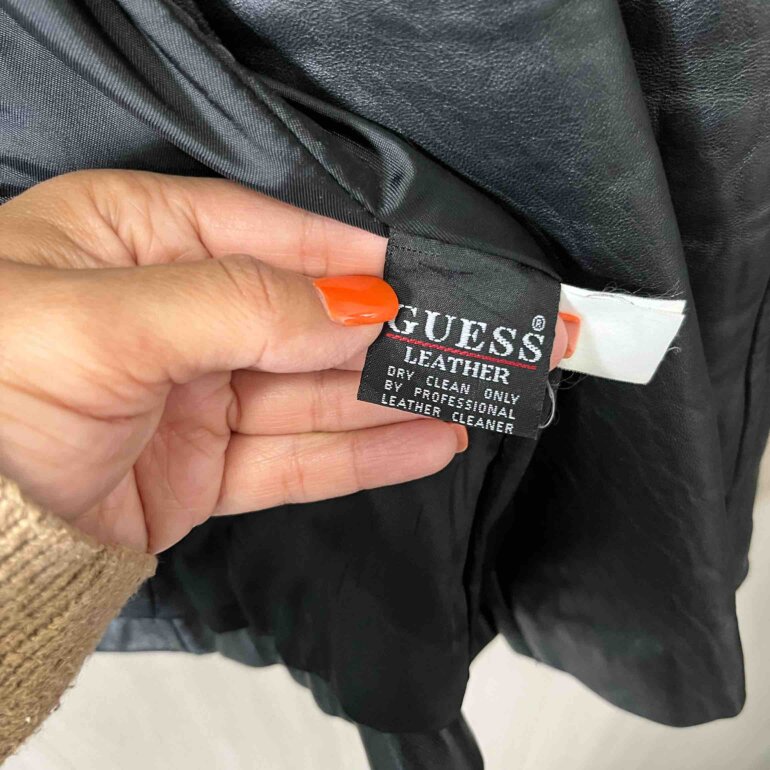 GUESS®
LEATHER
DRY CLEAN ONLY
BY PROFESSIONAL
LEATHER CLEANER